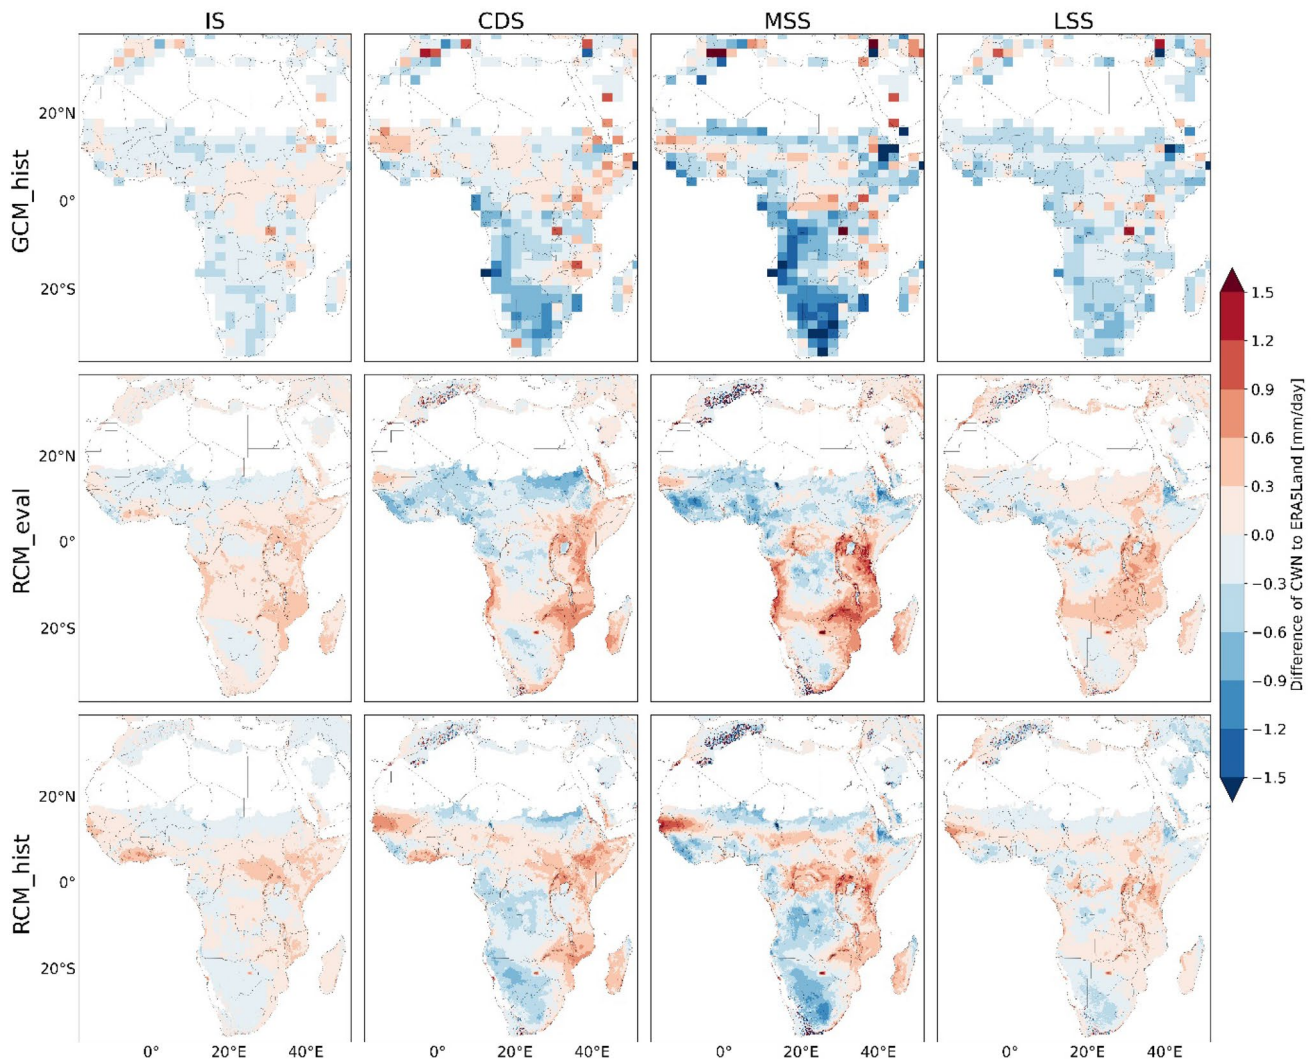 IS CDS MSS LSS
GCM_hist
20°N
0°
20°S
RCM_eval
20°N
0°
20°S
RCM_hist
20°N
0°
20°S
0° 20°E 40°E 0° 20°E 40°E 0° 20°E 40°E 0° 20°E 40°E
1.5
1.2
0.9
0.6
0.3
0.0
−0.3
−0.6
−0.9
−1.2
−1.5
Difference of CWN to ERA5Land [mm/day]